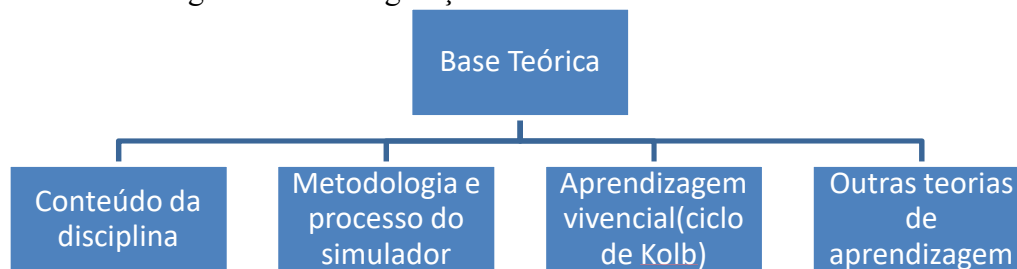 Base Teórica
Conteúdo da
disciplina
Metodologia e
processo do
simulador
Aprendizagem
vivencial(ciclo
de Kolb)
Outras teorias
de
aprendizagem